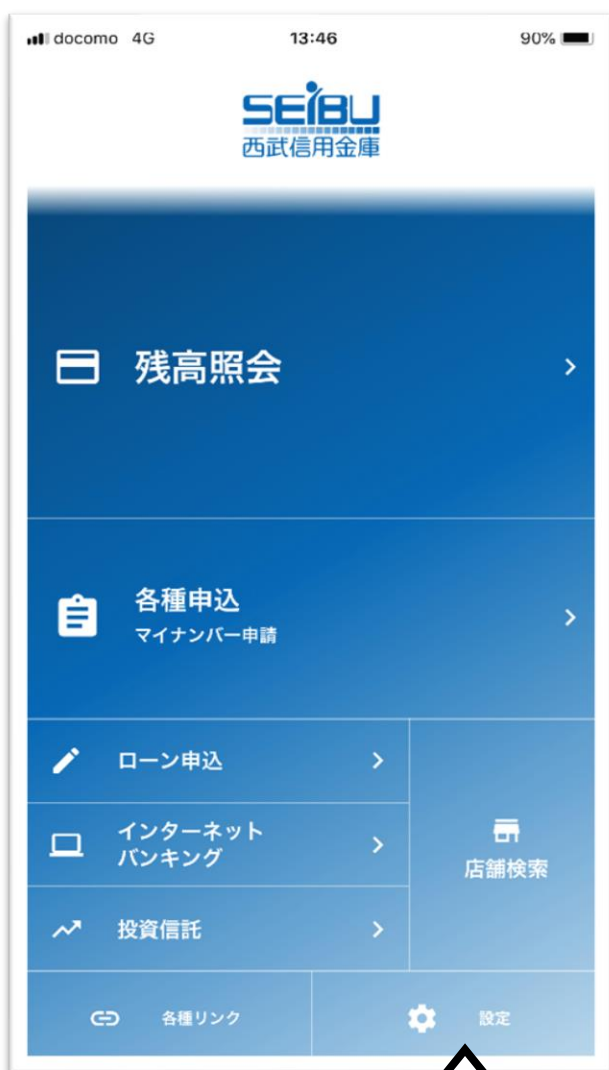 docomo 4G 13:46 90%
SEIBU
西武信用金庫
残高照会
各種申込
マイナンバー申請
ローン申込
インターネット
バンキング
投資信託
店舗検索
各種リンク
設定